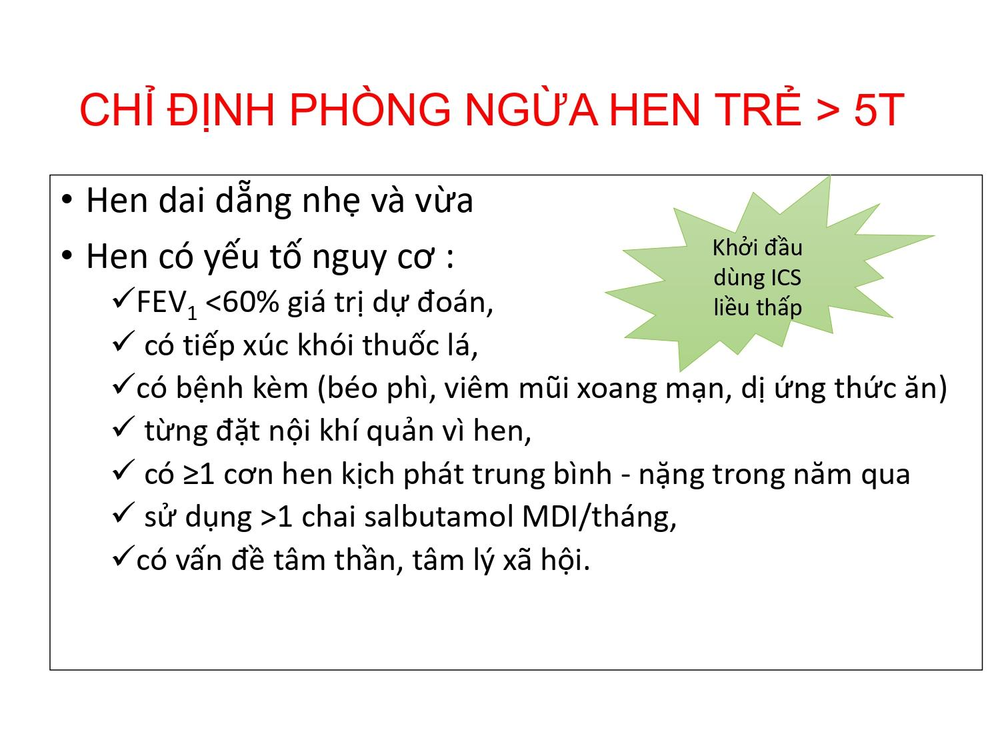 CHỈ ĐỊNH PHÒNG NGỪA HEN TRẺ > 5T
• Hen dai dẵng nhẹ và vừa
• Hen có yếu tố nguy cơ :
✓FEV₁ <60% giá trị dự đoán,
✓ có tiếp xúc khói thuốc lá,
✓có bệnh kèm (béo phì, viêm mũi xoang mạn, dị ứng thức ăn)
✓ từng đặt nội khí quản vì hen,
✓ có ≥1 cơn hen kịch phát trung bình - nặng trong năm qua
✓ sử dụng >1 chai salbutamol MDI/tháng,
✓có vấn đề tâm thần, tâm lý xã hội.
Khởi đầu
dùng ICS
liều thấp